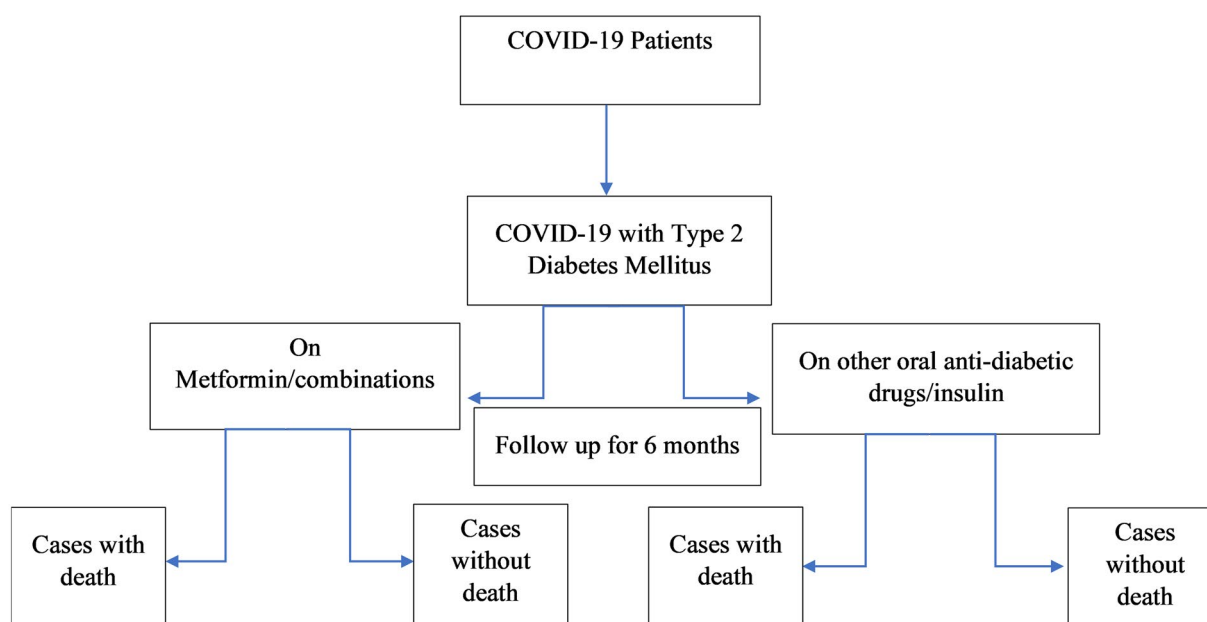 COVID-19 Patients
COVID-19 with Type 2
Diabetes Mellitus
On
Metformin/combinations
On other oral anti-diabetic
drugs/insulin
Follow up for 6 months
Cases with
death
Cases
without
death
Cases with
death
Cases
without
death